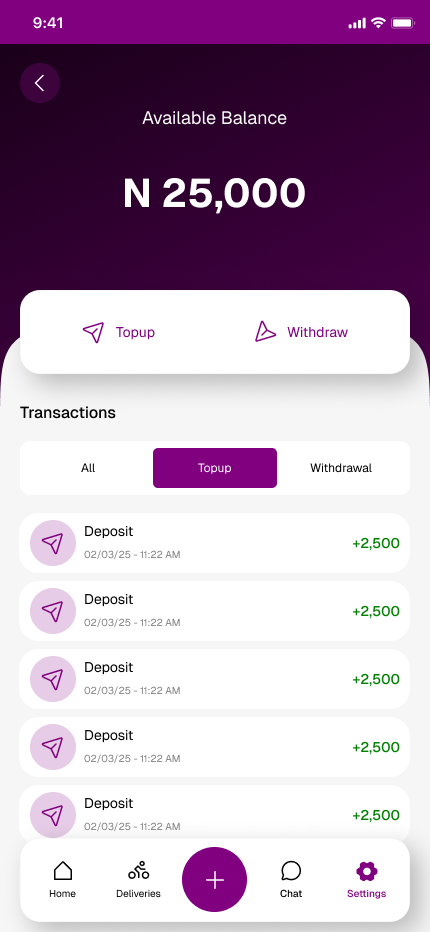 9:41
Available Balance
N 25,000
Topup Withdraw
Transactions
All Topup Withdrawal
Deposit
02/03/25 - 11:22 AM
+2,500
Deposit
02/03/25 - 11:22 AM
+2,500
Deposit
02/03/25 - 11:22 AM
+2,500
Deposit
02/03/25 - 11:22 AM
+2,500
Deposit
02/03/25 - 11:22 AM
+2,500
Home Deliveries Chat Settings